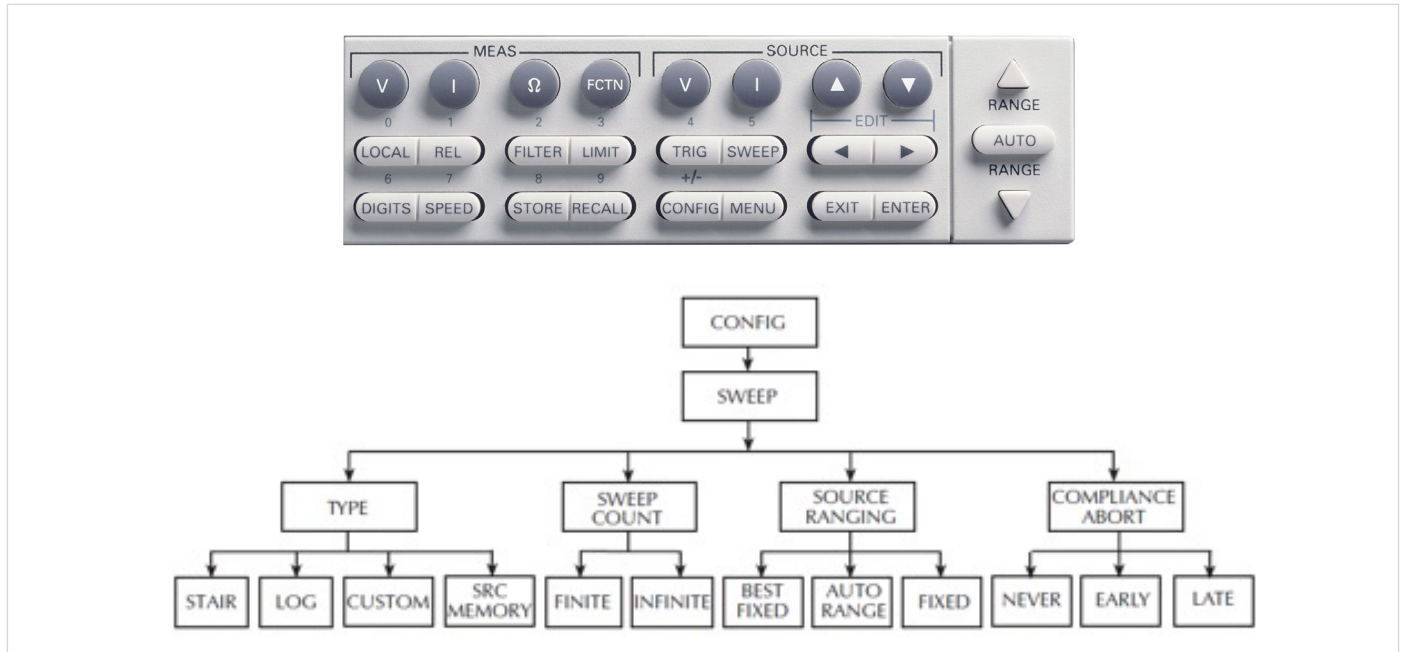 MEAS SOURCE
V I Ω FCTN V I ▲ ▼
0 1 2 3 4 5 EDIT
LOCAL REL FILTER LIMIT TRIG SWEEP ◀ ▶
6 7 8 9 +/-
DIGITS SPEED STORE RECALL CONFIG MENU EXIT ENTER
RANGE
AUTO
RANGE
CONFIG
SWEEP
TYPE
SWEEP
COUNT
SOURCE
RANGING
COMPLIANCE
ABORT
STAIR
LOG
CUSTOM
SRC
MEMORY
FINITE
INFINITE
BEST
FIXED
AUTO
RANGE
FIXED
NEVER
EARLY
LATE